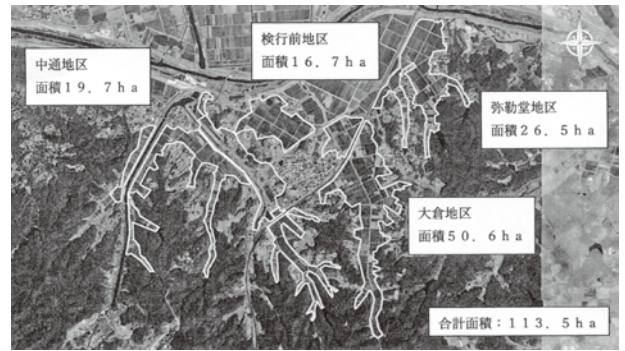 中通地区
面積19．7ha
検行前地区
面積16．7ha
弥勒堂地区
面積26．5ha
大倉地区
面積50．6ha
合計面積：113．5ha